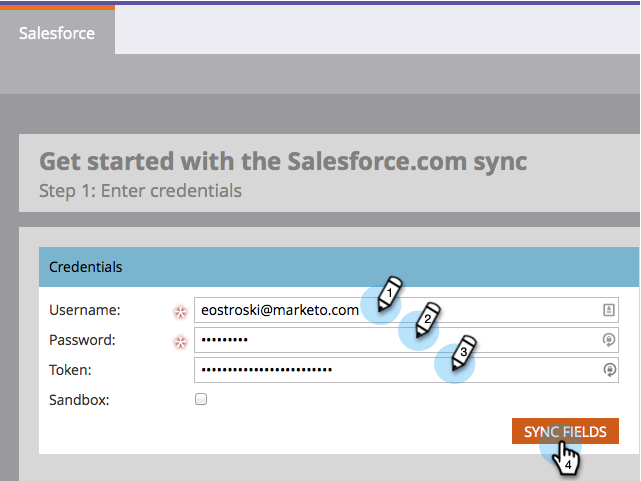 Salesforce
Get started with the Salesforce.com sync
Step 1: Enter credentials
Credentials
Username: * eostroski@marketo.com 1
Password: * ••••••••• 2
Token: ••••••••••••••••••••••••• 3
Sandbox:
SYNC FIELDS
4